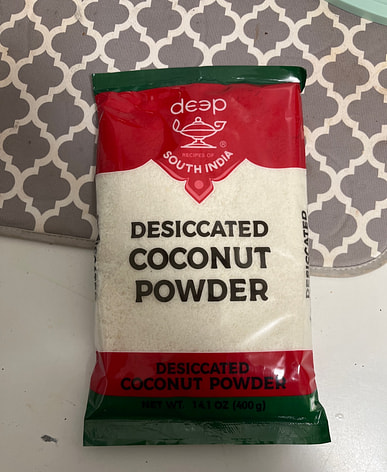 deep
®
RECIPES OF
SOUTH INDIA
DESICCATED
COCONUT
POWDER
DESICCATED
DESICCATED
COCONUT POWDER
NET WT. 14.1 OZ (400g)